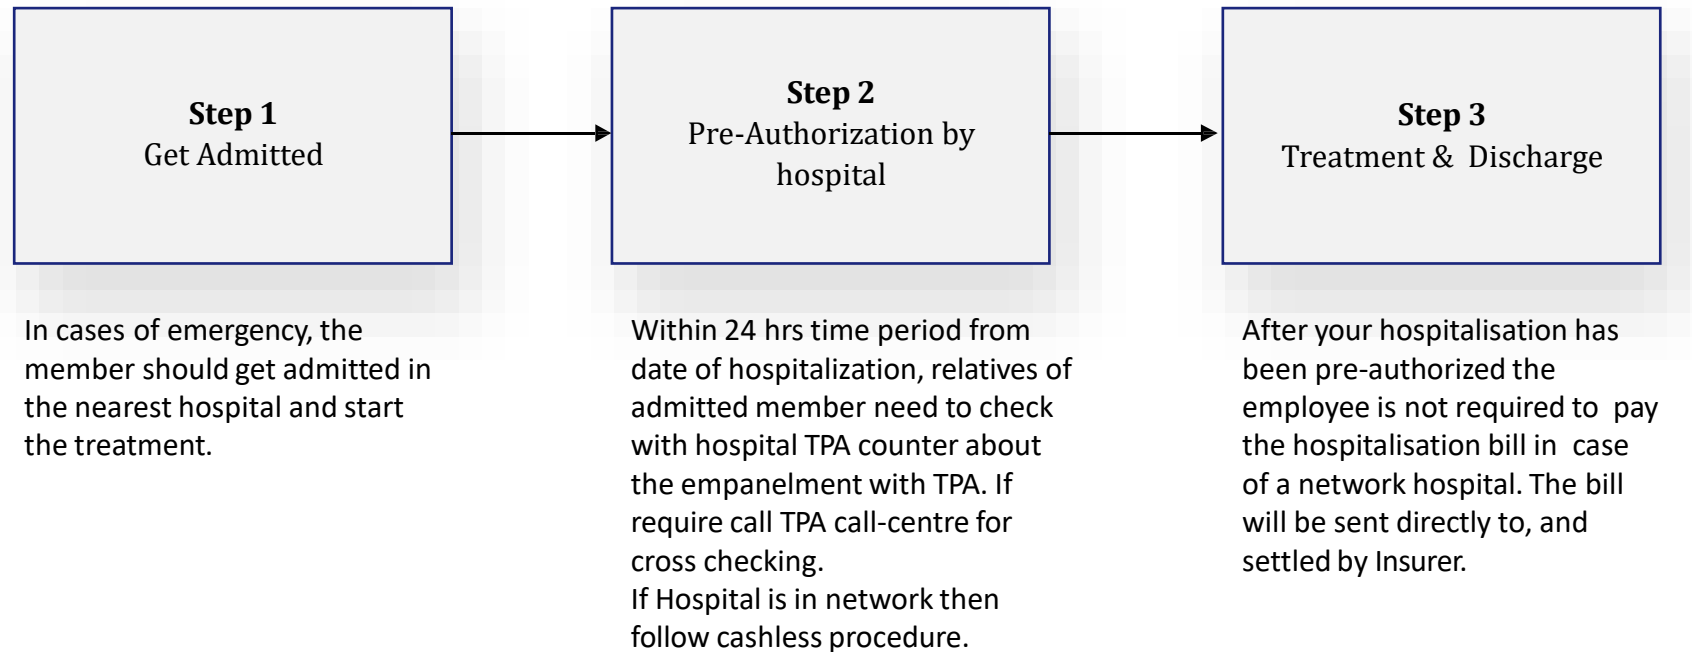 Step 1
Get Admitted
Step 2
Pre-Authorization by
hospital
Step 3
Treatment & Discharge
In cases of emergency, the
member should get admitted in
the nearest hospital and start
the treatment.
Within 24 hrs time period from
date of hospitalization, relatives of
admitted member need to check
with hospital TPA counter about
the empanelment with TPA. If
require call TPA call-centre for
cross checking.
If Hospital is in network then
follow cashless procedure.
After your hospitalisation has
been pre-authorized the
employee is not required to pay
the hospitalisation bill in case
of a network hospital. The bill
will be sent directly to, and
settled by Insurer.